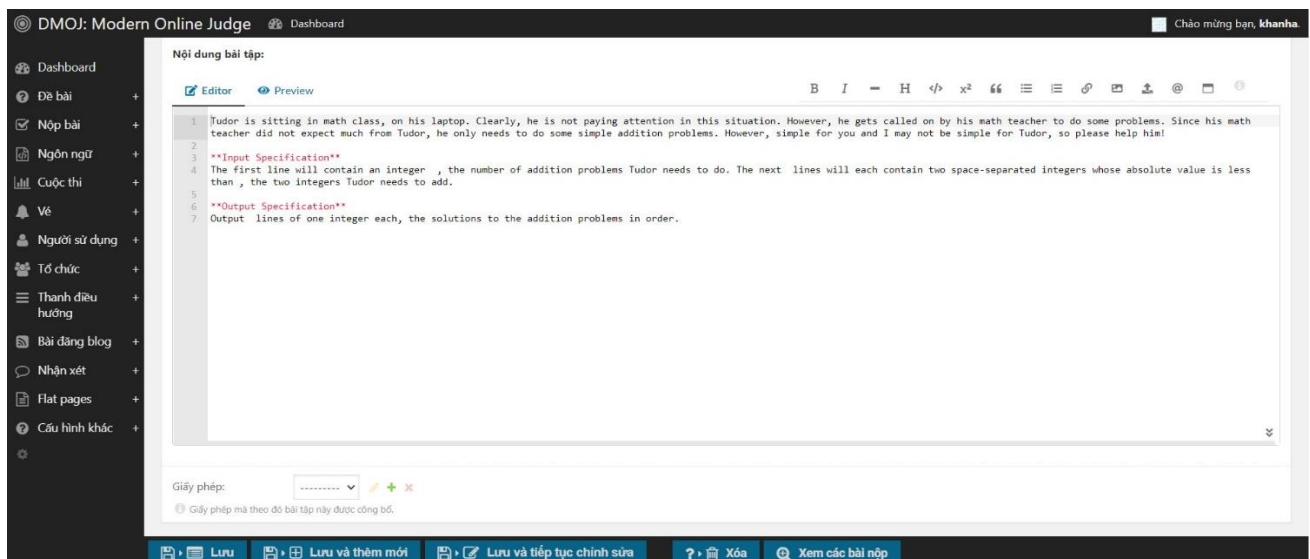 DMOJ: Modern Online Judge
Dashboard
Chào mừng bạn, khanha.
Dashboard
Đề bài
Nộp bài
Ngôn ngữ
Cuộc thi
Vé
Người sử dụng
Tổ chức
Thanh điều
hướng
Bài đăng blog
Nhận xét
Flat pages
Cấu hình khác
Nội dung bài tập:
Editor Preview
1 Tudor is sitting in math class, on his laptop. Clearly, he is not paying attention in this situation. However, he gets called on by his math teacher to do some problems. Since his math
teacher did not expect much from Tudor, he only needs to do some simple addition problems. However, simple for you and I may not be simple for Tudor, so please help him!
2
3 **Input Specification**
4 The first line will contain an integer  , the number of addition problems Tudor needs to do. The next  lines will each contain two space-separated integers whose absolute value is less
than , the two integers Tudor needs to add.
5
6 **Output Specification**
7 Output  lines of one integer each, the solutions to the addition problems in order.
Giấy phép: ---------
Giấy phép mà theo đó bài tập này được công bố.
Lưu Lưu và thêm mới Lưu và tiếp tục chỉnh sửa Xóa Xem các bài nộp